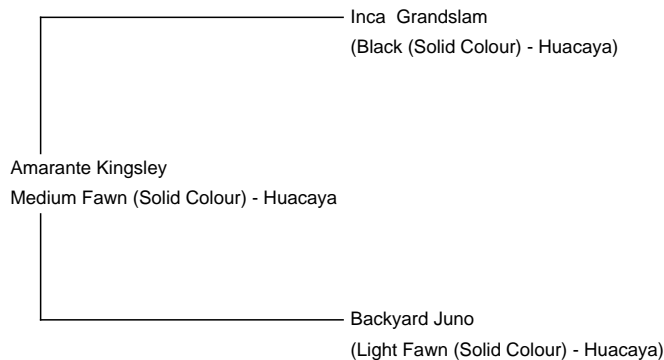 Inca  Grandslam
(Black (Solid Colour) - Huacaya)
Amarante Kingsley
Medium Fawn (Solid Colour) - Huacaya
Backyard Juno
(Light Fawn (Solid Colour) - Huacaya)